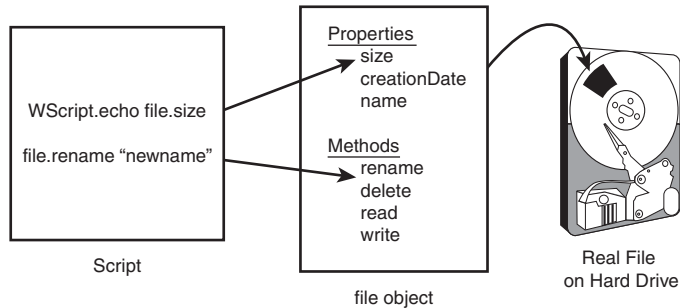 WScript.echo file.size
file.rename “newname”
Script
Properties
size
creationDate
name
Methods
rename
delete
read
write
file object
Real File
on Hard Drive